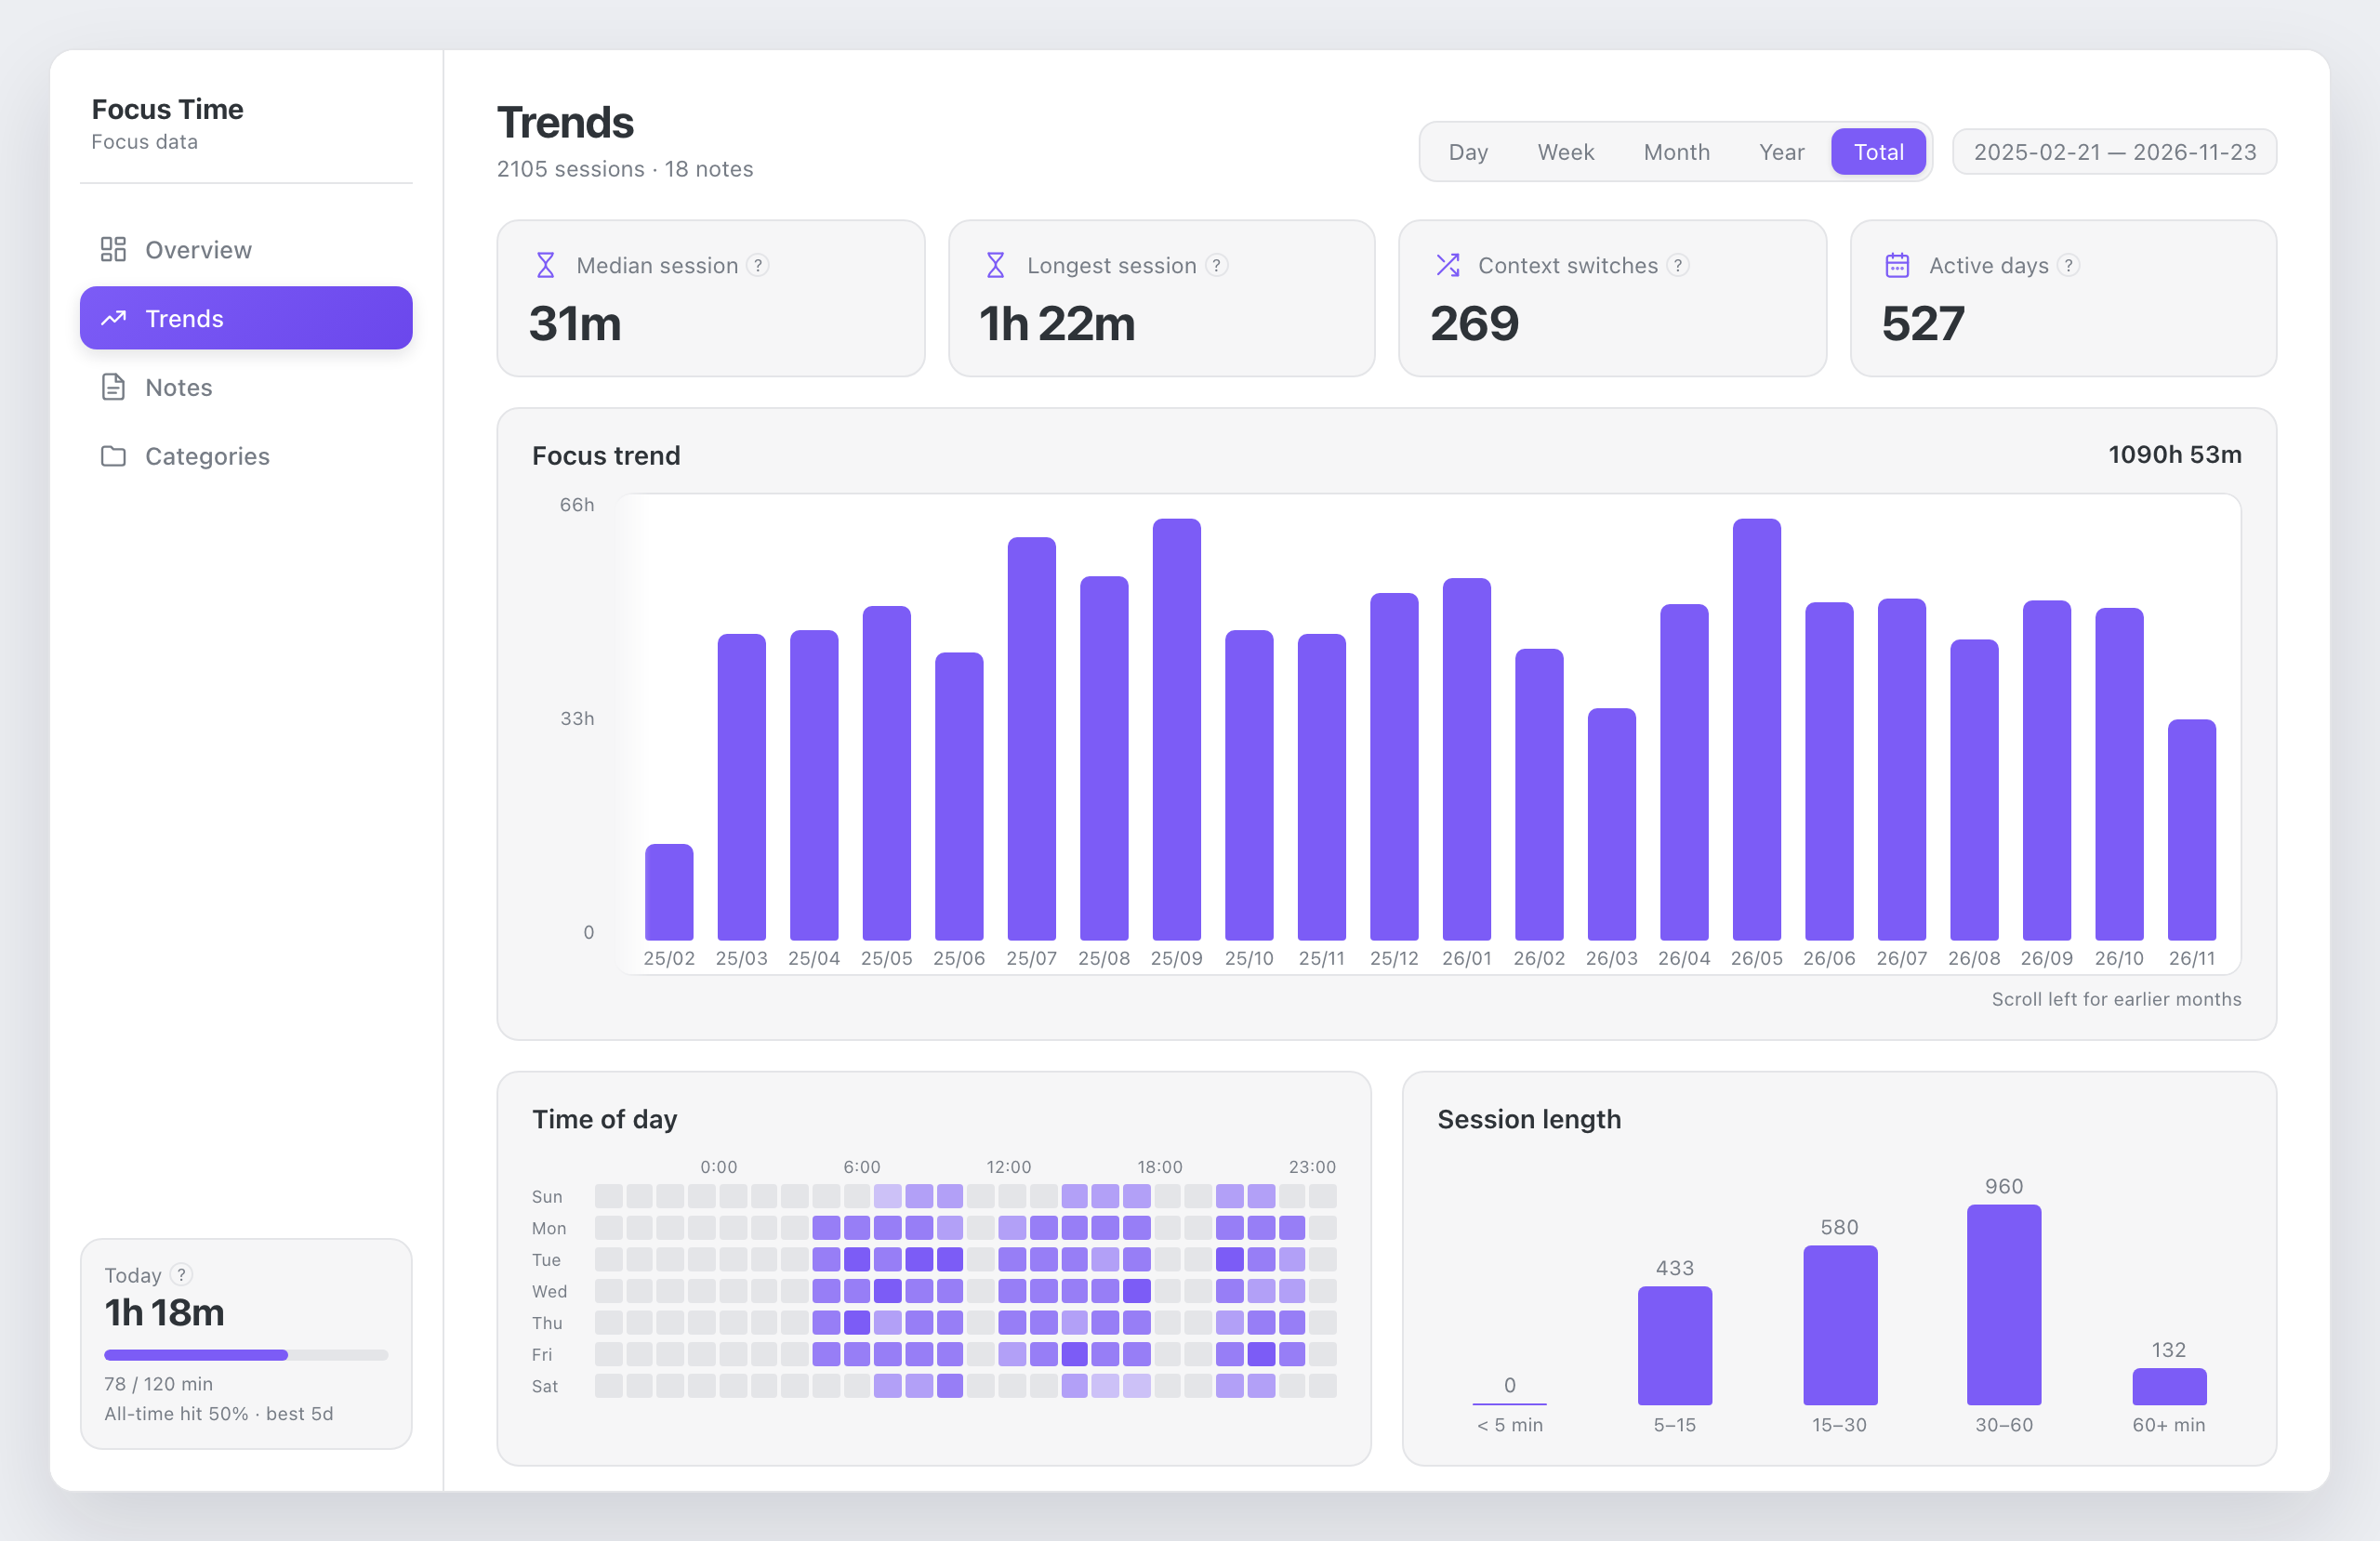 Focus Time
Focus data
Overview
Trends
Notes
Categories
Today ?
1h 18m
78 / 120 min
All-time hit 50% · best 5d
Trends
2105 sessions · 18 notes
Day Week Month Year Total
2025-02-21 — 2026-11-23
Median session ?
31m
Longest session ?
1h 22m
Context switches ?
269
Active days ?
527
Focus trend
1090h 53m
66h
33h
0
25/02 25/03 25/04 25/05 25/06 25/07 25/08 25/09 25/10 25/11 25/12 26/01 26/02 26/03 26/04 26/05 26/06 26/07 26/08 26/09 26/10 26/11
Scroll left for earlier months
Time of day
0:00 6:00 12:00 18:00 23:00
Sun
Mon
Tue
Wed
Thu
Fri
Sat
Session length
0 433 580 960 132
< 5 min 5–15 15–30 30–60 60+ min